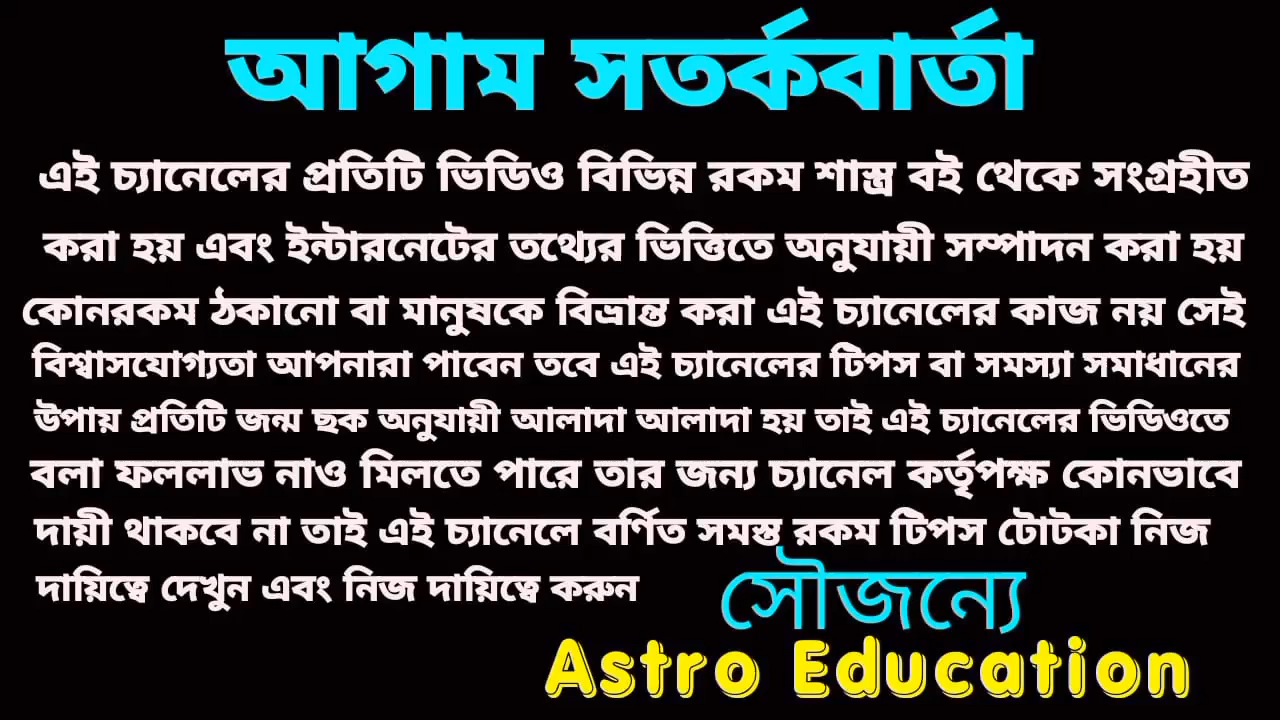 আগাম সতর্কবার্তা
এই চ্যানেলের প্রতিটি ভিডিও বিভিন্ন রকম শাস্ত্র বই থেকে সংগ্রহীত
করা হয় এবং ইন্টারনেটের তথ্যের ভিত্তিতে অনুযায়ী সম্পাদন করা হয়
কোনরকম ঠকানো বা মানুষকে বিভ্রান্ত করা এই চ্যানেলের কাজ নয় সেই
বিশ্বাসযোগ্যতা আপনারা পাবেন তবে এই চ্যানেলের টিপস বা সমস্যা সমাধানের
উপায় প্রতিটি জন্ম ছক অনুযায়ী আলাদা আলাদা হয় তাই এই চ্যানেলের ভিডিওতে
বলা ফললাভ নাও মিলতে পারে তার জন্য চ্যানেল কর্তৃপক্ষ কোনভাবে
দায়ী থাকবে না তাই এই চ্যানেলে বর্ণিত সমস্ত রকম টিপস টোটকা নিজ
দায়িত্বে দেখুন এবং নিজ দায়িত্বে করুন
সৌজন্যে
Astro Education